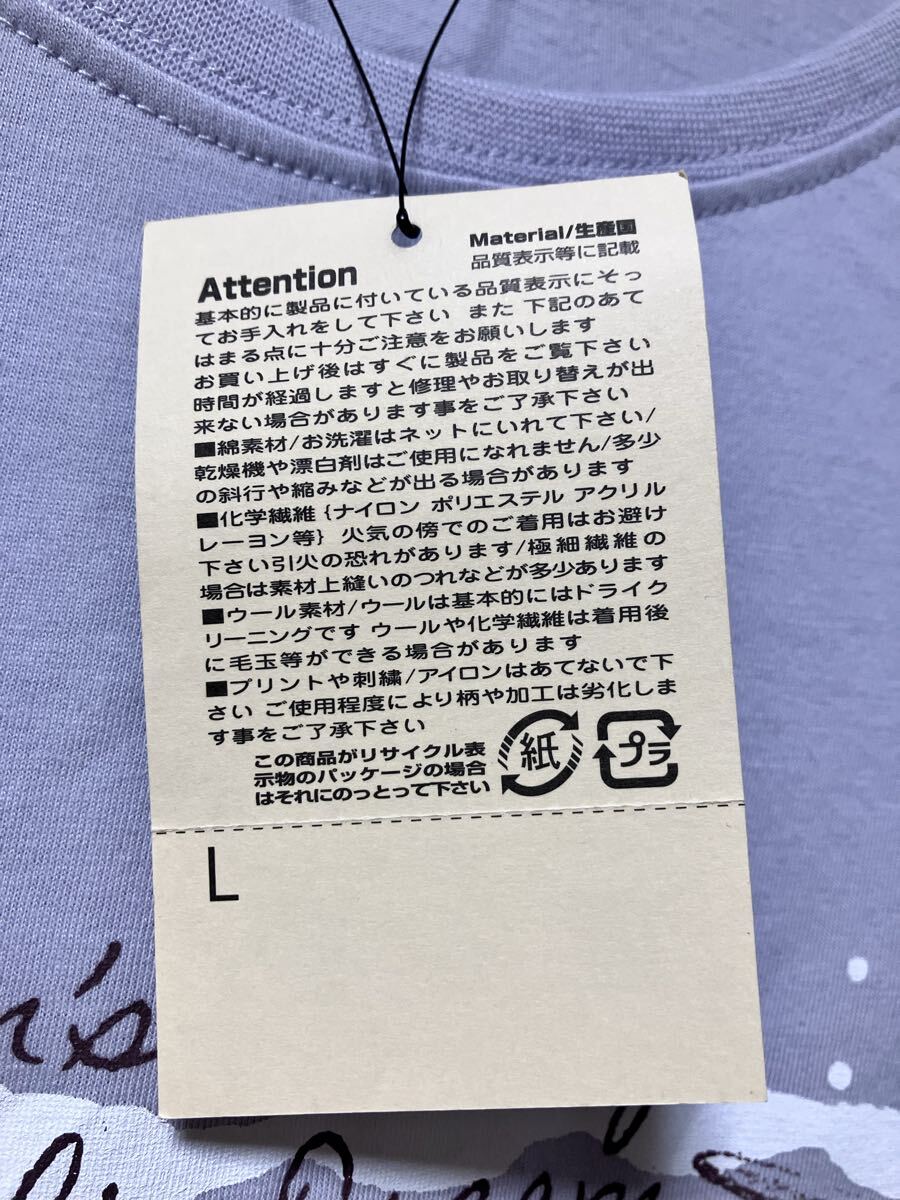 Material/生産国
品質表示等に記載
Attention
基本的に製品に付いている品質表示にそっ
てお手入れをして下さい また 下記のあて
はまる点に十分ご注意をお願いします
お買い上げ後はすぐに製品をご覧下さい
時間が経過しますと修理やお取り替えが出
来ない場合があります事をご了承下さい
■綿素材/お洗濯はネットにいれて下さい/
乾燥機や漂白剤はご使用になれません/多少
の斜行や縮みなどが出る場合があります
■化学繊維{ナイロン ポリエステル アクリル
レーヨン等} 火気の傍でのご着用はお避け
下さい引火の恐れがあります/極細繊維の
場合は素材上縫いのつれなどが多少あります
■ウール素材/ウールは基本的にはドライク
リーニングです ウールや化学繊維は着用後
に毛玉等ができる場合があります
■プリントや刺繍/アイロンはあてないで下
さい ご使用程度により柄や加工は劣化しま
す事をご了承下さい
この商品がリサイクル表
示物のパッケージの場合
はそれにのっとって下さい
紙
プラ
L
n's